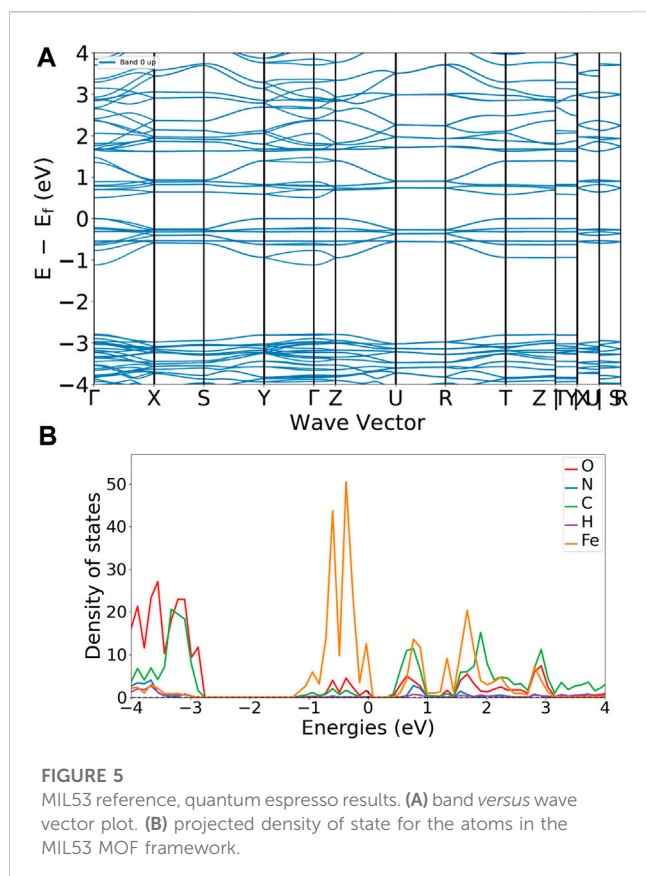 A
Band 0 up
4
3
2
1
0
−1
−2
−3
−4
E − Ef (eV)
Γ X S Y Γ Z U R T Z |TY|X U| S R
Wave Vector
B
50
40
30
20
10
0
Density of states
O
N
C
H
Fe
−4 −3 −2 −1 0 1 2 3 4
Energies (eV)
FIGURE 5
MIL53 reference, quantum espresso results. (A) band versus wave
vector plot. (B) projected density of state for the atoms in the
MIL53 MOF framework.